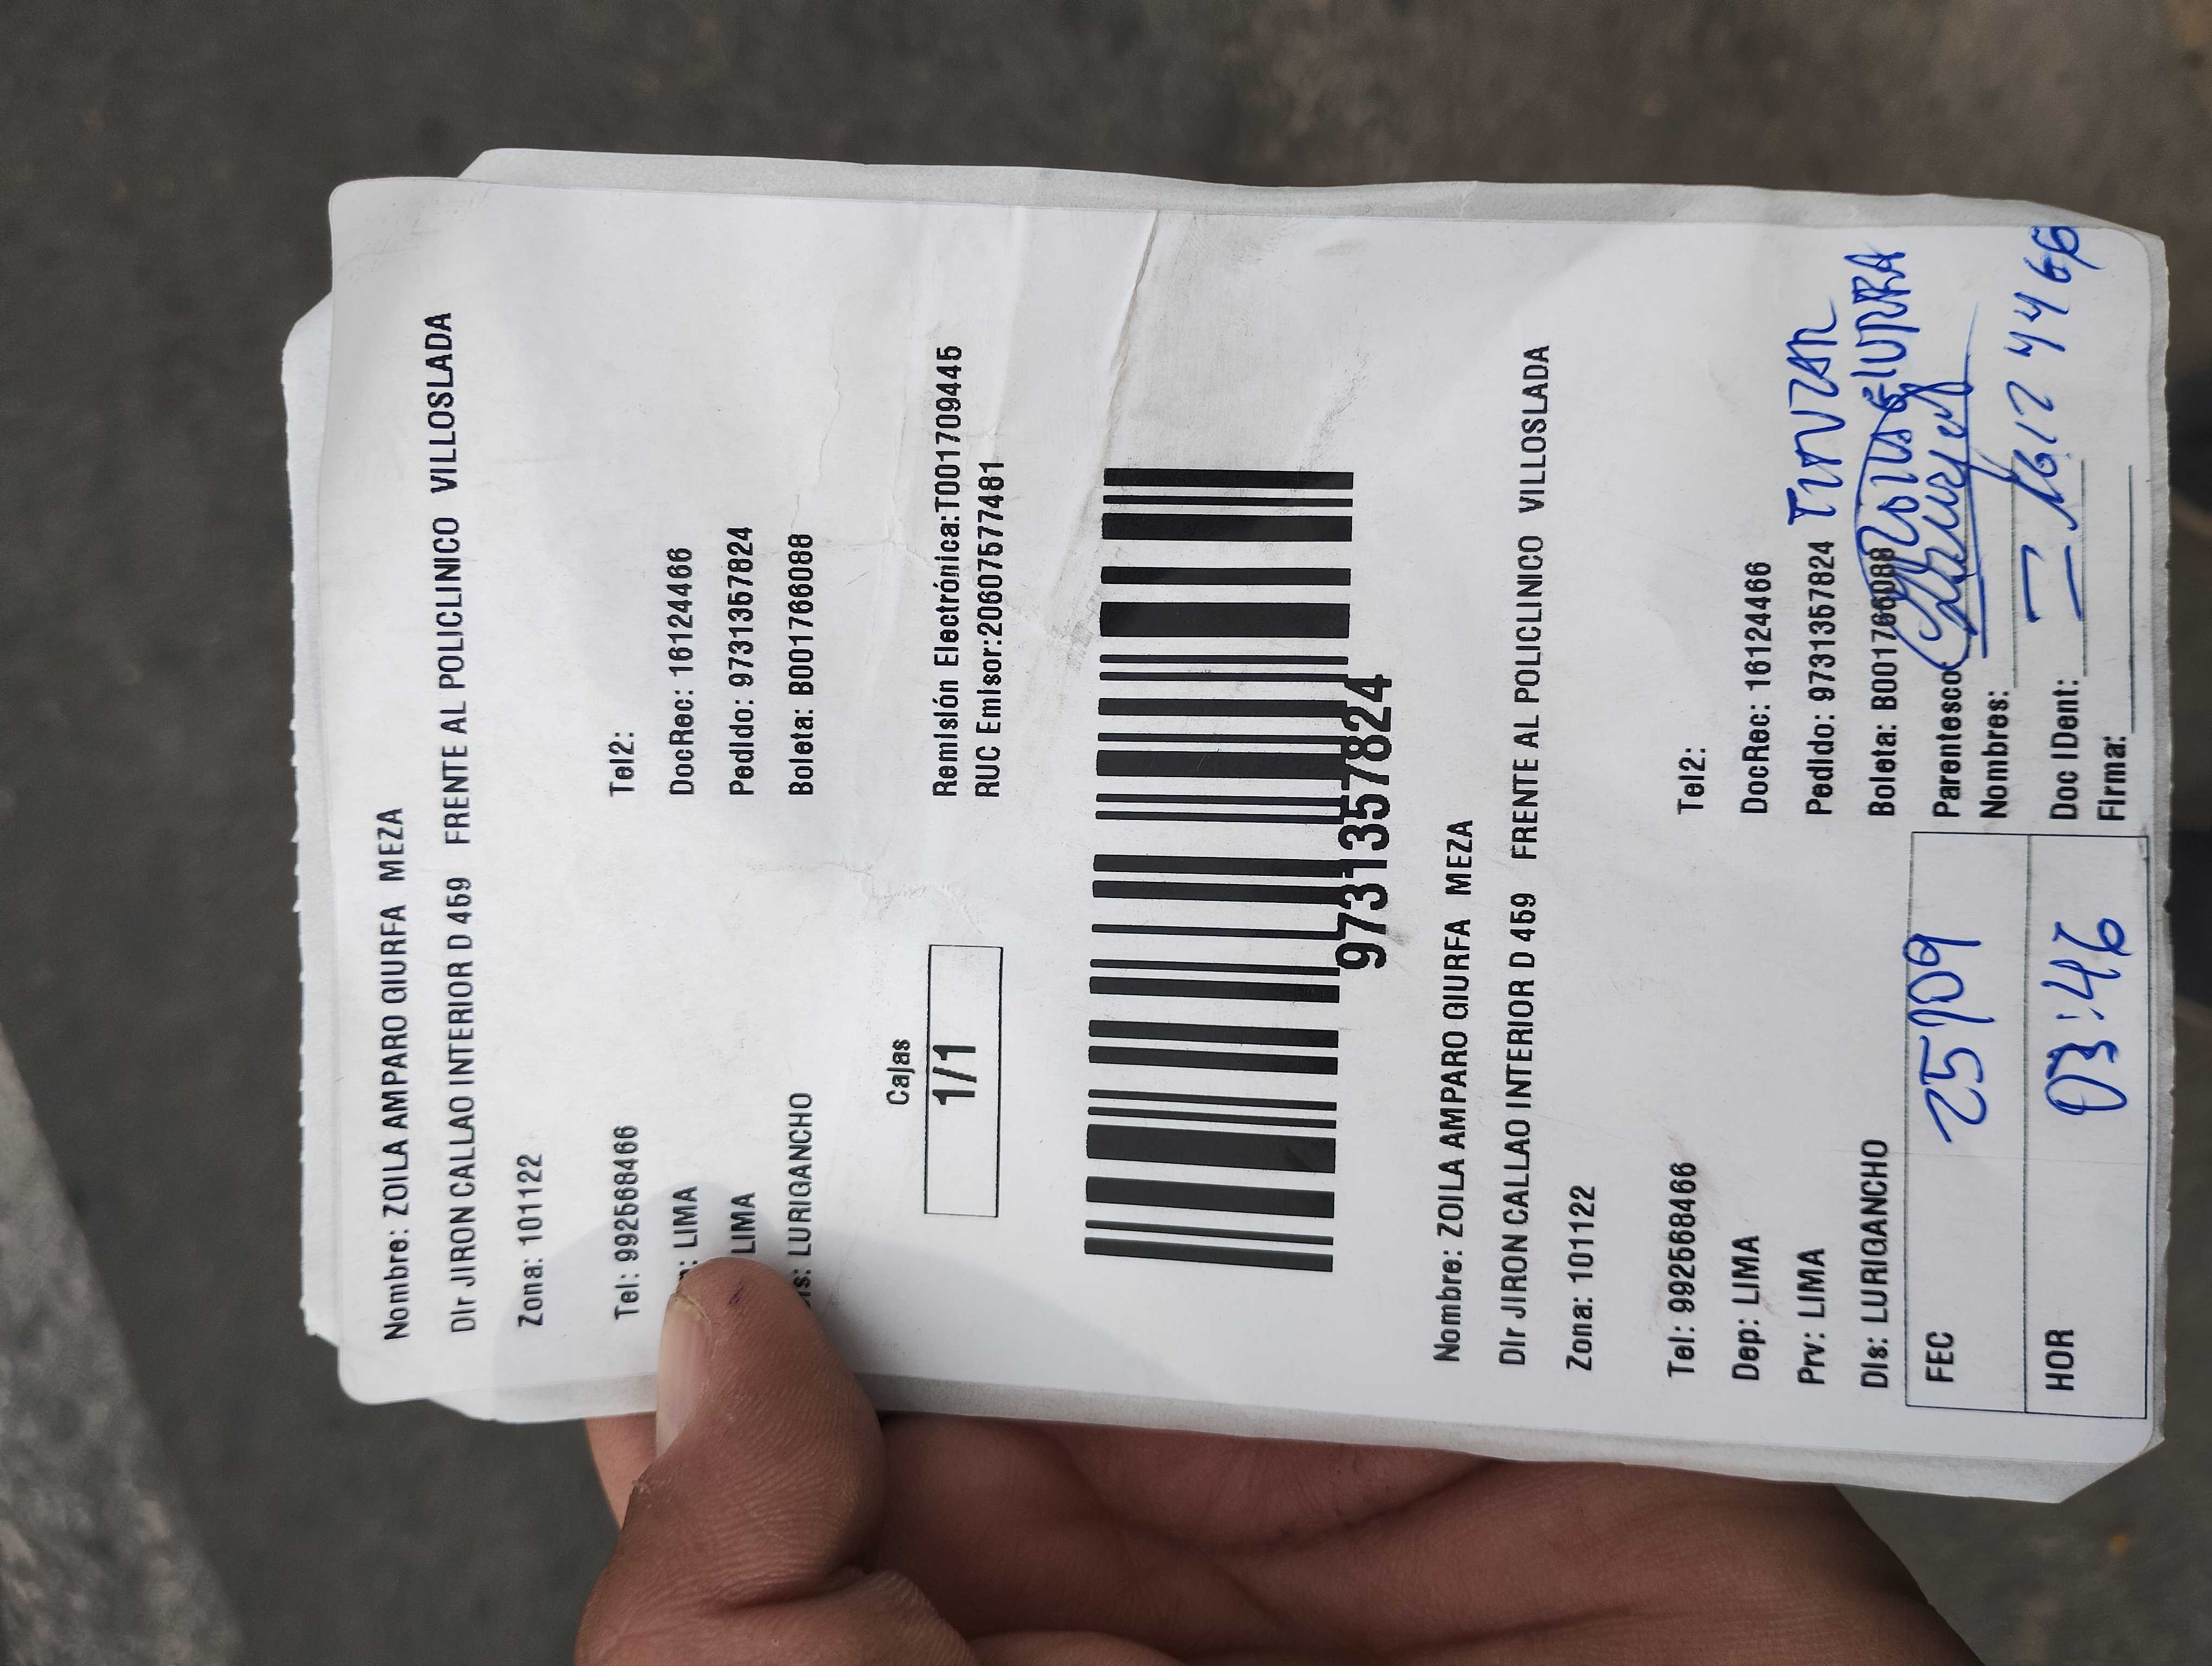 Nombre: ZOILA AMPARO GIURFA MEZA
Dir JIRON CALLAO INTERIOR D 459 FRENTE AL POLICLINICO VILLOSLADA
Zona: 101122
Tel: 992568466
Tel2:
LIMA
DocRec: 16124466
LIMA
Pedido: 9731357824
LURIGANCHO
Boleta: B001766088
Cajas
1/1
Remisión Electrónica:T001709445
RUC Emisor:20607577481
9731357824
Nombre: ZOILA AMPARO GIURFA MEZA
Dir JIRON CALLAO INTERIOR D 459 FRENTE AL POLICLINICO VILLOSLADA
Zona: 101122
Tel: 992568466
Tel2:
Dep: LIMA
DocRec: 16124466
Prv: LIMA
Pedido: 9731357824
Dis: LURIGANCHO
Boleta: B001766088
FEC 25/09
Parentesco
Nombres:
HOR 03:46
Doc IDent: 16124466
Firma: